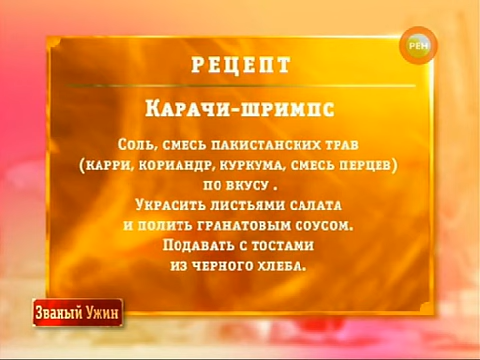 РЕН
РЕЦЕПТ
Карачи-шримпс
Соль, смесь пакистанских трав
(карри, кориандр, куркума, смесь перцев)
по вкусу .
Украсить листьями салата
и полить гранатовым соусом.
Подавать с тостами
из черного хлеба.
Званый Ужин